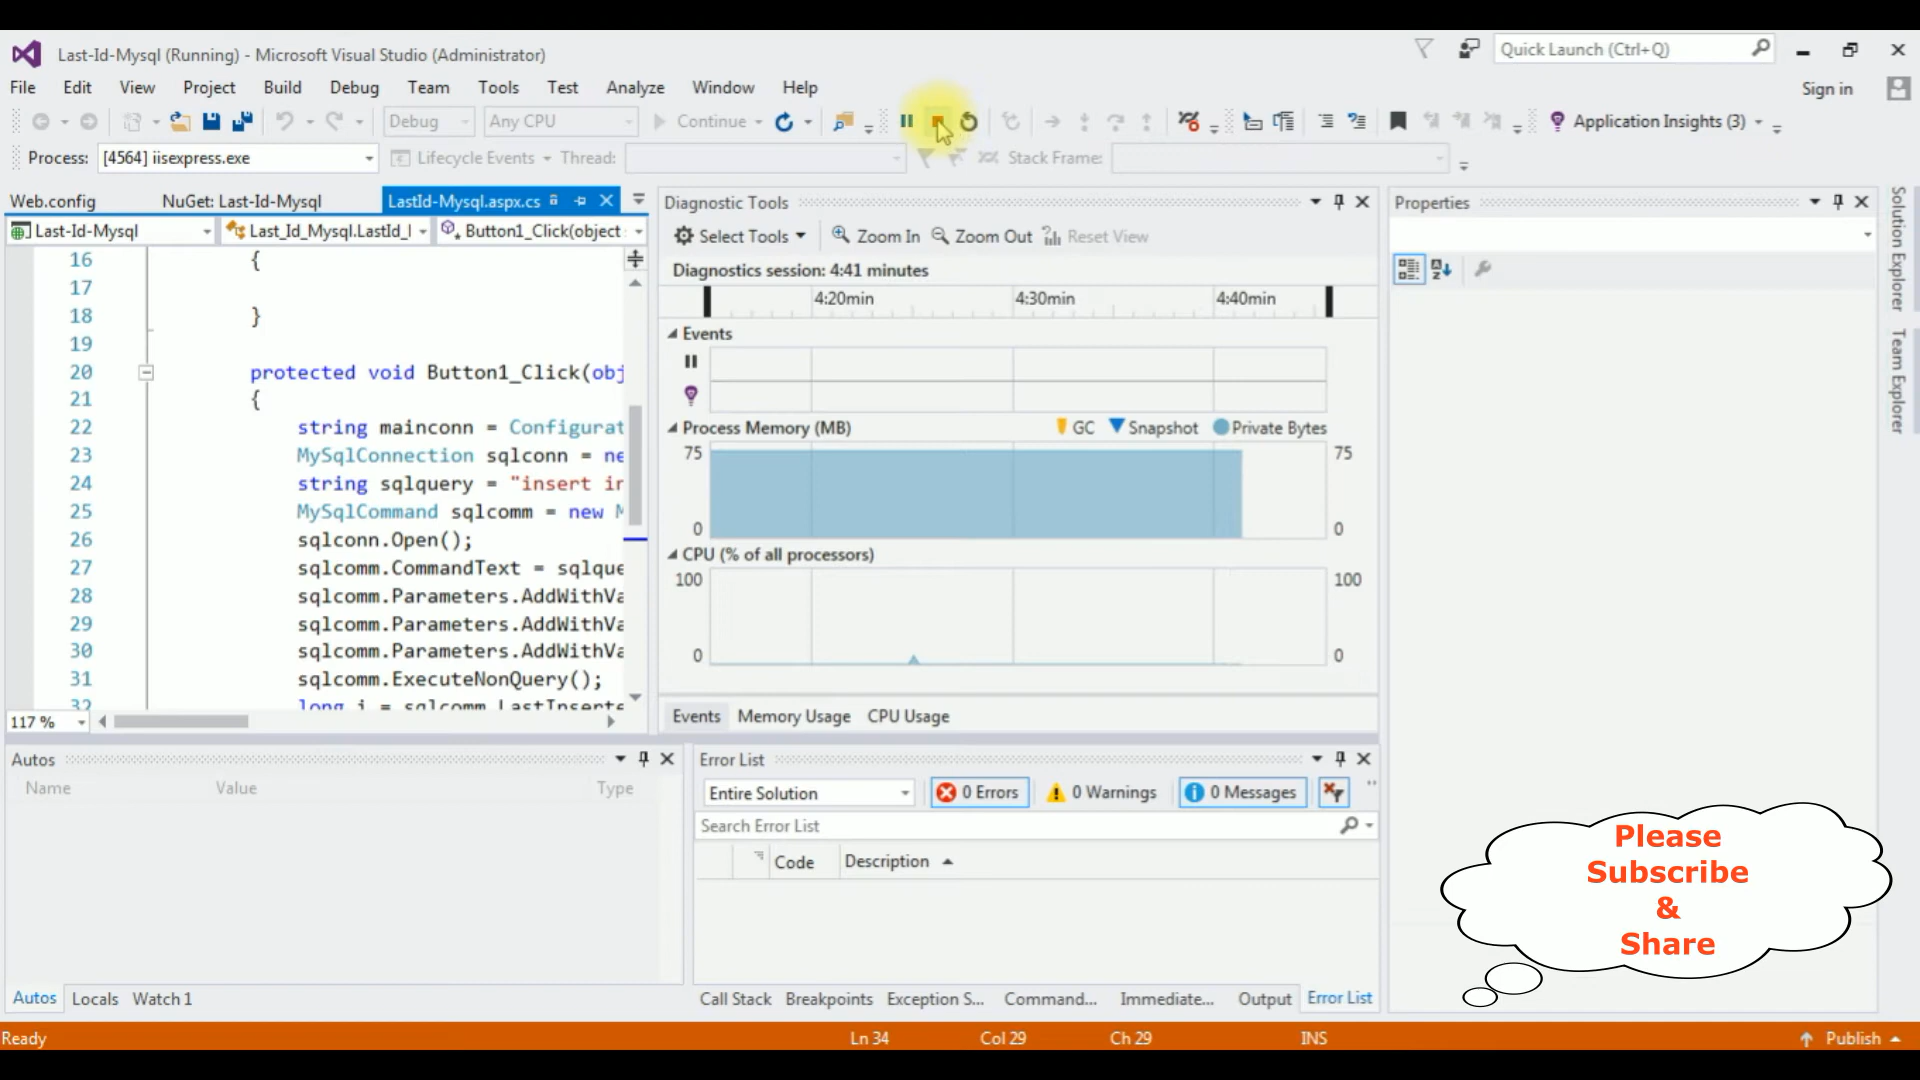 Last-Id-Mysql (Running) - Microsoft Visual Studio (Administrator)
Quick Launch (Ctrl+Q)
File Edit View Project Build Debug Team Tools Test Analyze Window Help
Sign in
Debug Any CPU Continue Application Insights (3)
Process: [4564] iisexpress.exe Lifecycle Events Thread: Stack Frame:
Web.config NuGet: Last-Id-Mysql LastId-Mysql.aspx.cs
Last-Id-Mysql Last_Id_Mysql.LastId_ Button1_Click(object
16 {
17
18 }
19
20 protected void Button1_Click(obj
21 {
22 string mainconn = Configurat
23 MySqlConnection sqlconn = ne
24 string sqlquery = "insert in
25 MySqlCommand sqlcomm = new M
26 sqlconn.Open();
27 sqlcomm.CommandText = sqlque
28 sqlcomm.Parameters.AddWithVa
29 sqlcomm.Parameters.AddWithVa
30 sqlcomm.Parameters.AddWithVa
31 sqlcomm.ExecuteNonQuery();
32 long i = sqlcomm.LastInserte
117 %
Diagnostic Tools
Select Tools Zoom In Zoom Out Reset View
Diagnostics session: 4:41 minutes
4:20min 4:30min 4:40min
Events
Process Memory (MB) GC Snapshot Private Bytes
75 75
0 0
CPU (% of all processors)
100 100
0 0
Events Memory Usage CPU Usage
Properties
Solution Explorer
Team Explorer
Autos
Name Value Type
Autos Locals Watch 1
Error List
Entire Solution 0 Errors 0 Warnings 0 Messages
Search Error List
Code Description
Call Stack Breakpoints Exception S... Command... Immediate... Output Error List
Please
Subscribe
&
Share
Ready Ln 34 Col 29 Ch 29 INS Publish